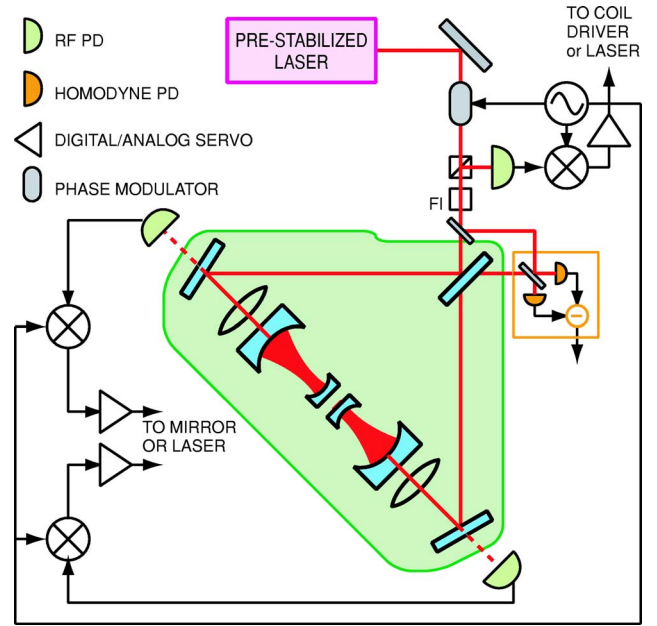 RF PD
HOMODYNE PD
DIGITAL/ANALOG SERVO
PHASE MODULATOR
PRE-STABILIZED
LASER
TO COIL
DRIVER
or LASER
FI
TO MIRROR
OR LASER